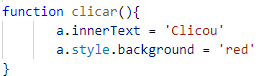 function clicar(){
        a.innerText = 'Clicou'
        a.style.background = 'red'
}